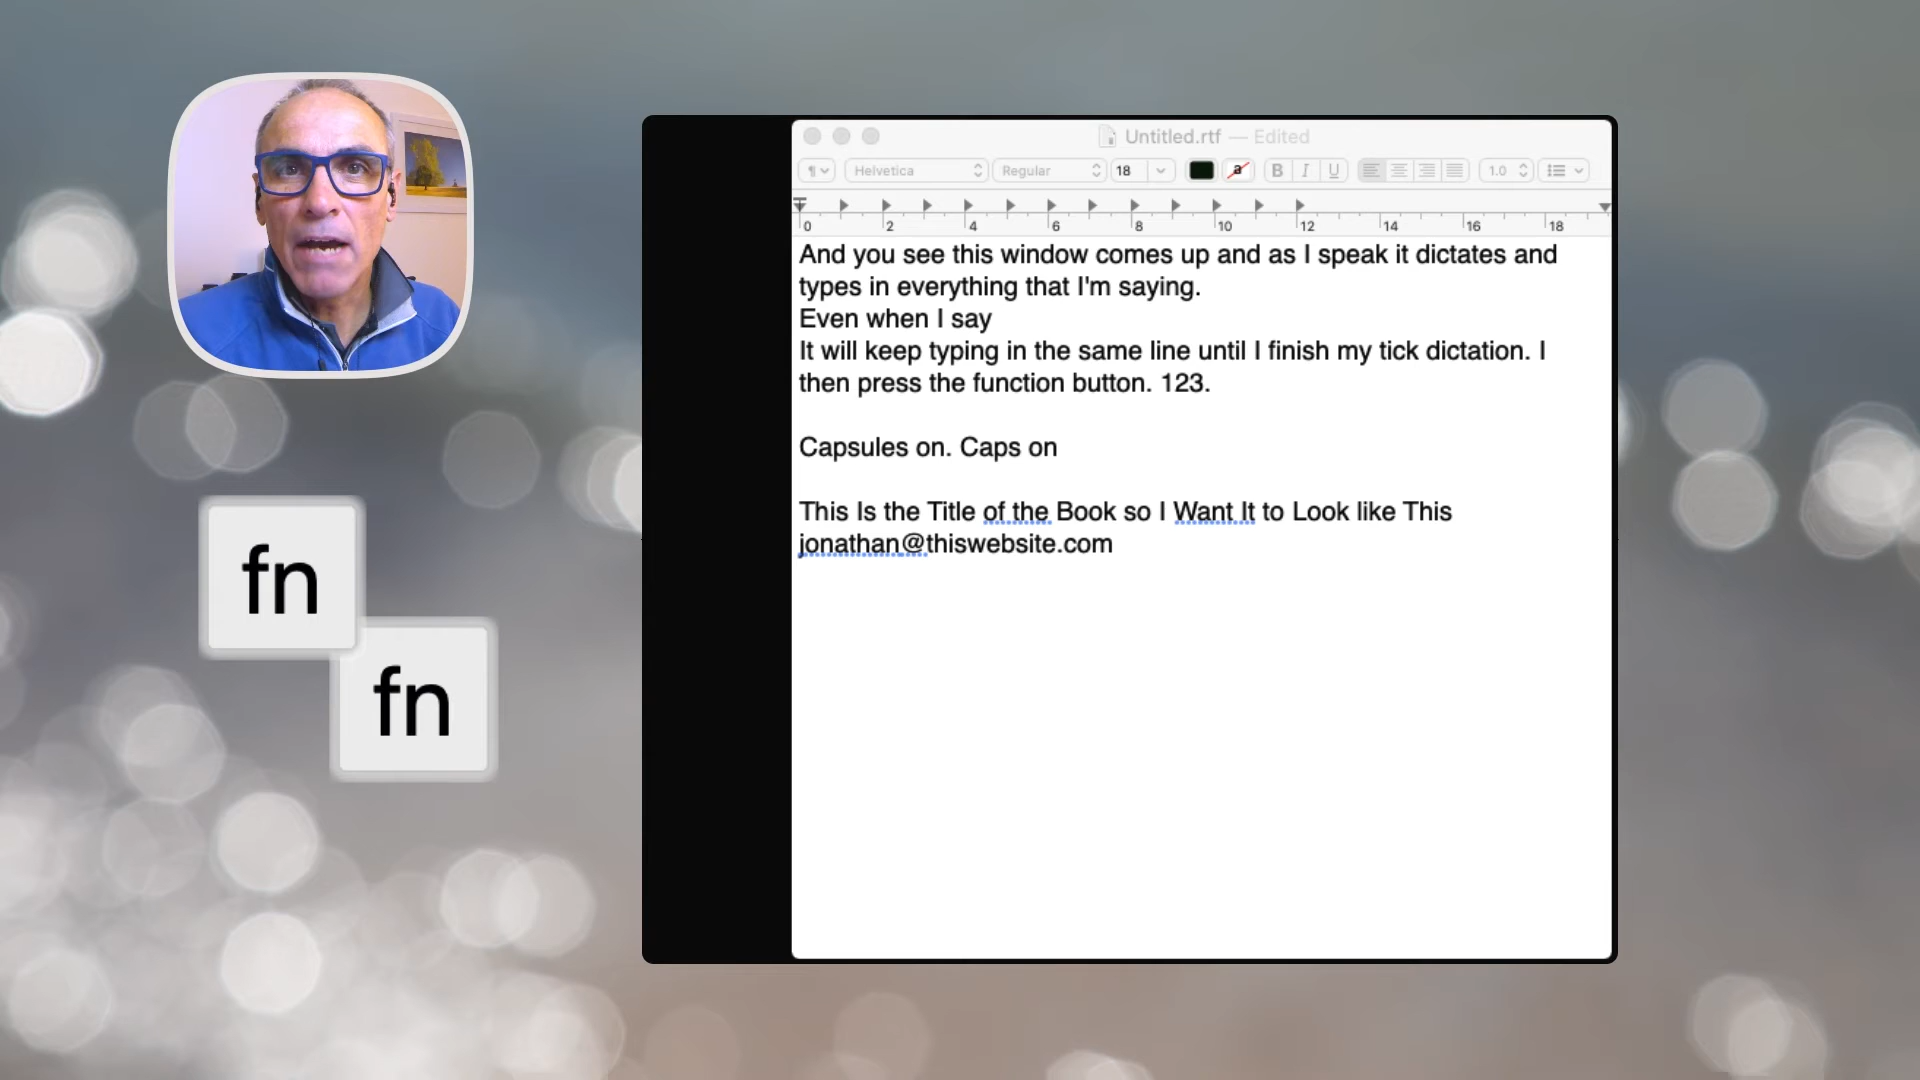 Untitled.rtf — Edited
Helvetica Regular 18 a B I U 1.0
0 2 4 6 8 10 12 14 16 18
And you see this window comes up and as I speak it dictates and
types in everything that I'm saying.
Even when I say
It will keep typing in the same line until I finish my tick dictation. I
then press the function button. 123.
Capsules on. Caps on
This Is the Title of the Book so I Want It to Look like This
jonathan@thiswebsite.com
fn
fn